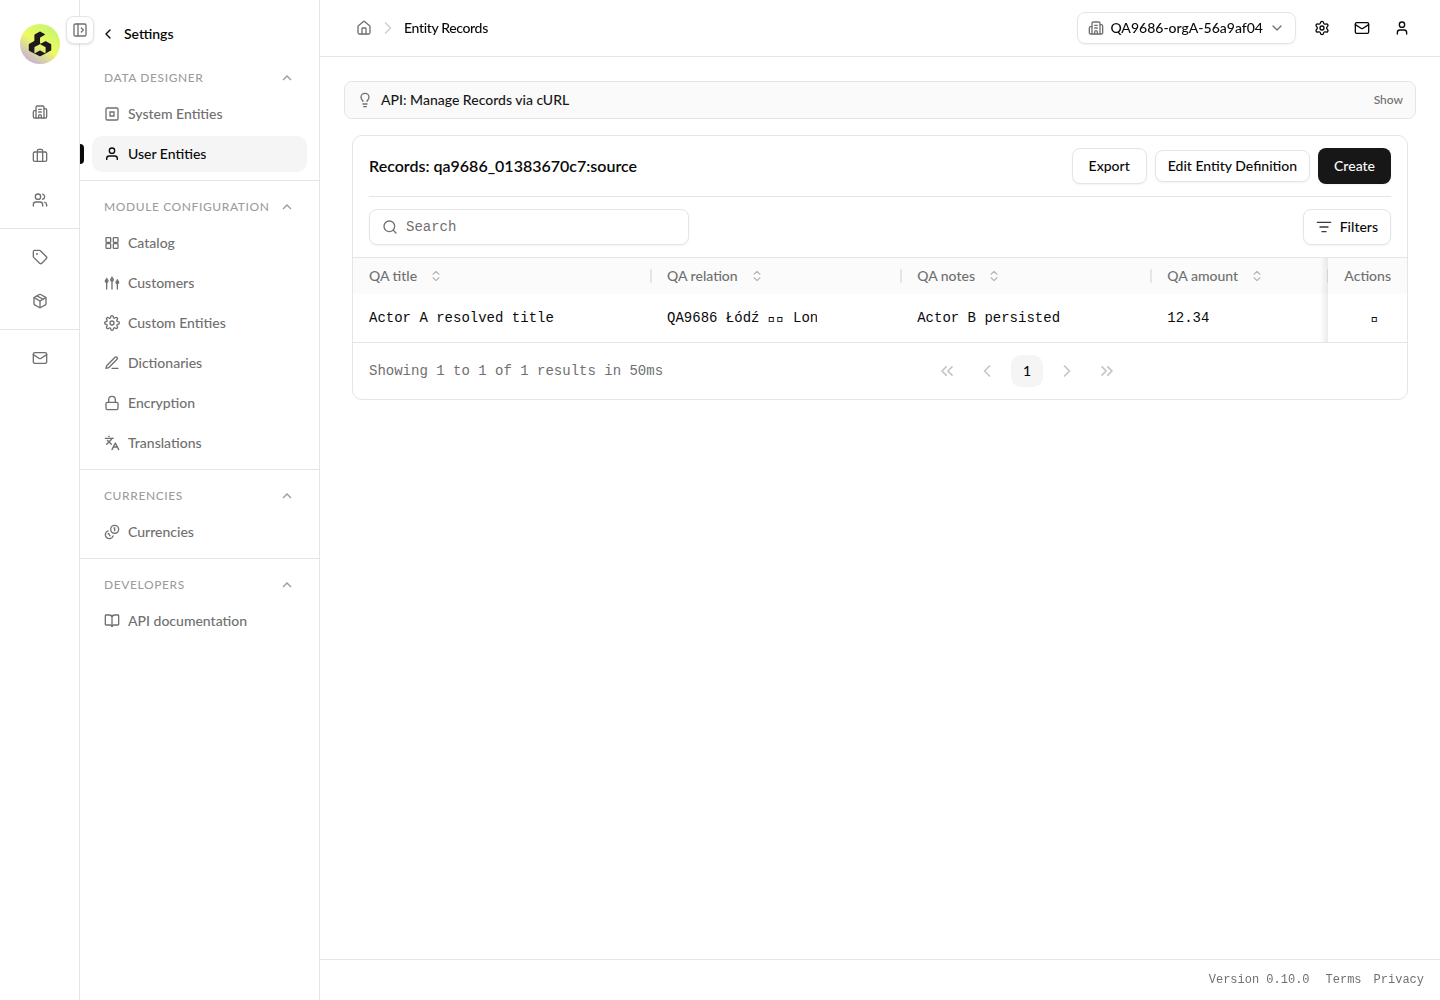 Settings
DATA DESIGNER
System Entities
User Entities
MODULE CONFIGURATION
Catalog
Customers
Custom Entities
Dictionaries
Encryption
Translations
CURRENCIES
Currencies
DEVELOPERS
API documentation
Entity Records
QA9686-orgA-56a9af04
API: Manage Records via cURL
Show
Records: qa9686_01383670c7:source
Export
Edit Entity Definition
Create
Search
Filters
QA title QA relation QA notes QA amount Actions
Actor A resolved title QA9686 Łódź Lon Actor B persisted 12.34
Showing 1 to 1 of 1 results in 50ms
1
Version 0.10.0 Terms Privacy